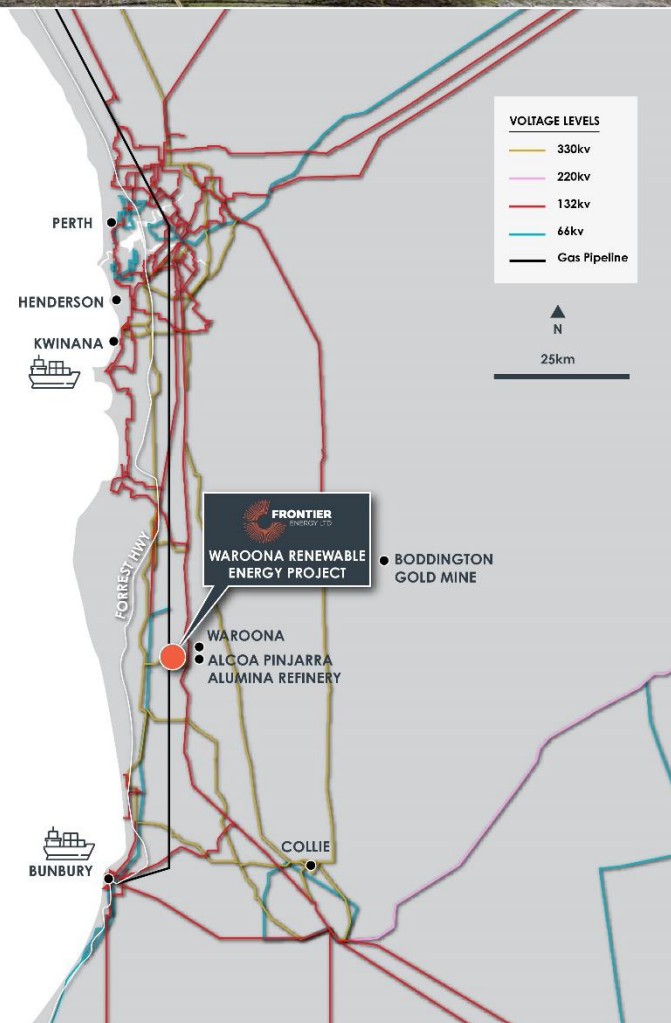 VOLTAGE LEVELS
330kv
220kv
132kv
66kv
Gas Pipeline
N
25km
PERTH
HENDERSON
KWINANA
FORREST HWY
FRONTIER
ENERGY LTD
WAROONA RENEWABLE
ENERGY PROJECT
BODDINGTON
GOLD MINE
WAROONA
ALCOA PINJARRA
ALUMINA REFINERY
COLLIE
BUNBURY